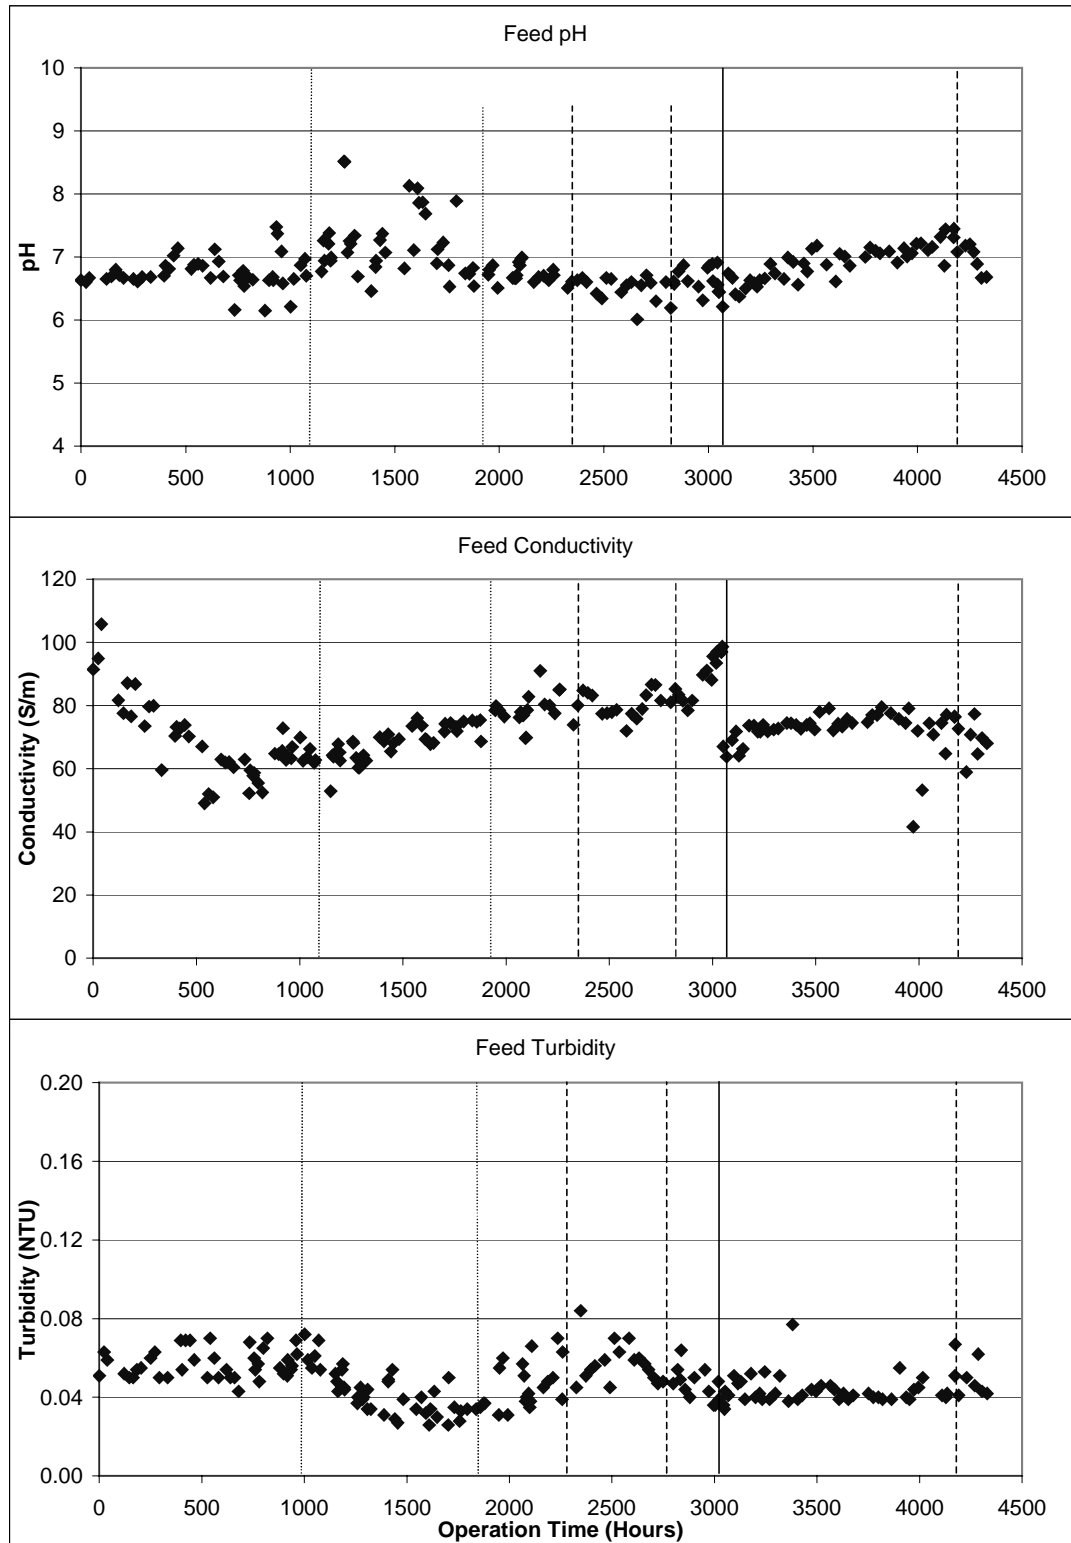 Feed pH
10
9
8
7
6
5
4
pH
0 500 1000 1500 2000 2500 3000 3500 4000 4500
Feed Conductivity
120
100
80
60
40
20
0
Conductivity (S/m)
0 500 1000 1500 2000 2500 3000 3500 4000 4500
Feed Turbidity
0.20
0.16
0.12
0.08
0.04
0.00
Turbidity (NTU)
0 500 1000 1500 2000 2500 3000 3500 4000 4500
Operation Time (Hours)